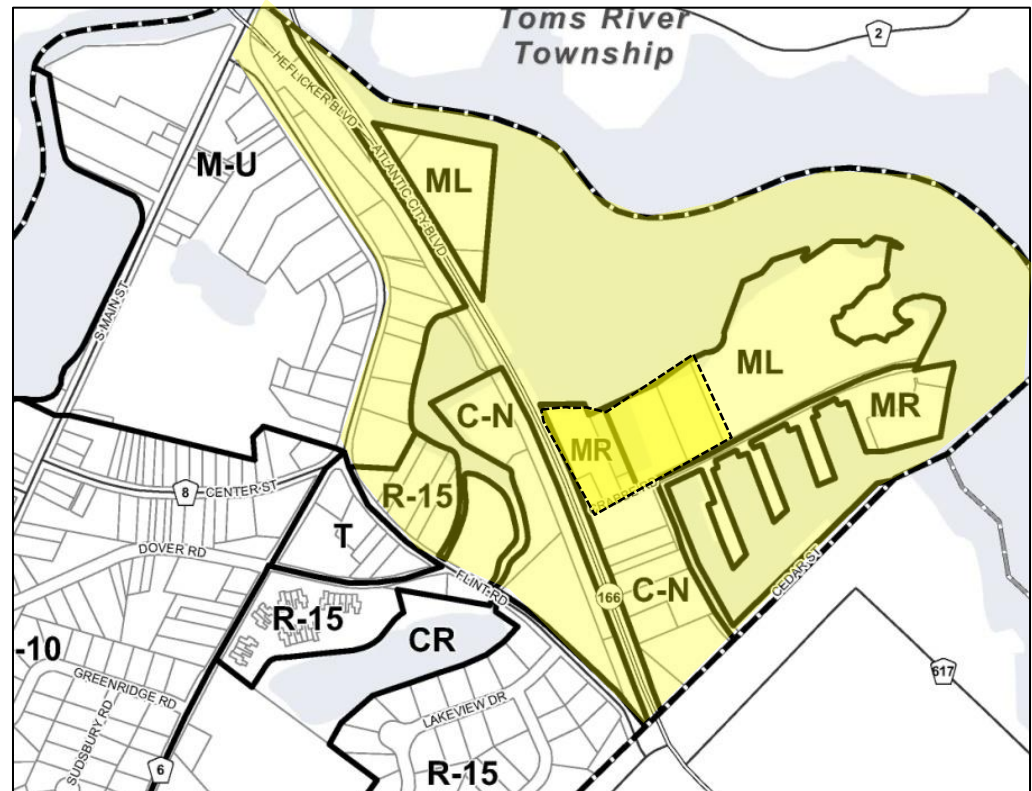 Toms River
Township
2
HEFLICKER BLVD
ATLANTIC CITY BLVD
M-U
ML
S MAIN ST
ML
C-N
MR
MR
R-15
8
CENTER ST
T
DOVER RD
FLINT RD
166
C-N
CEDAR ST
R-15
CR
-10
GREENRIDGE RD
617
LAKEVIEW DR
SUDSBURY RD
6
R-15